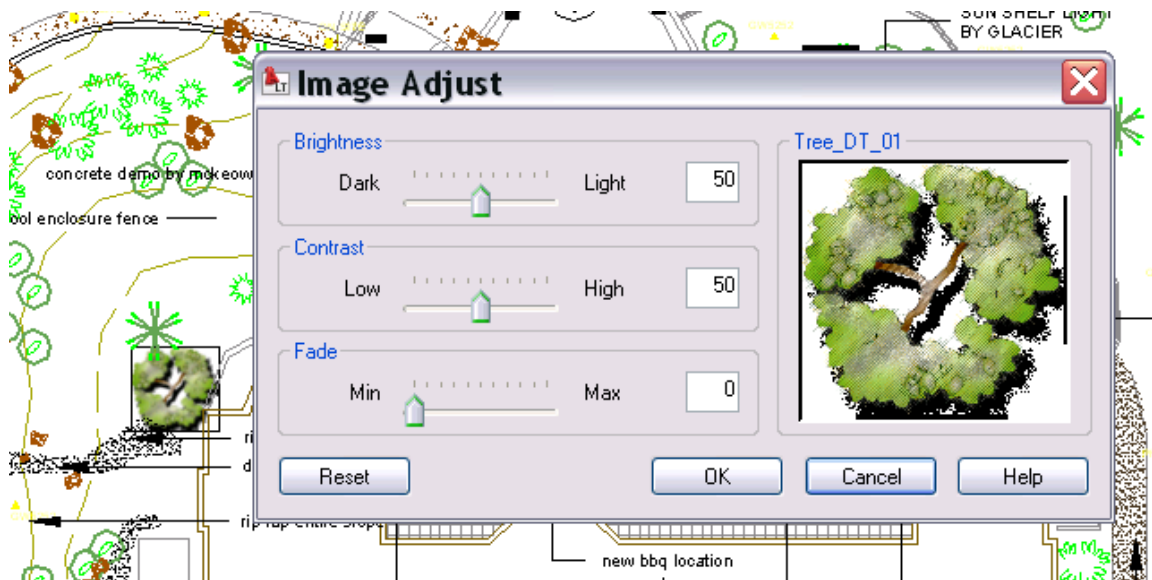 SUN SHELF LIGHT
BY GLACIER
LT Image Adjust
Brightness
Dark
Light
50
Contrast
Low
High
50
Fade
Min
Max
0
Tree_DT_01
Reset
OK
Cancel
Help
concrete demo by mckeow
ool enclosure fence
ri
d
rip rap entire slope
new bbq location